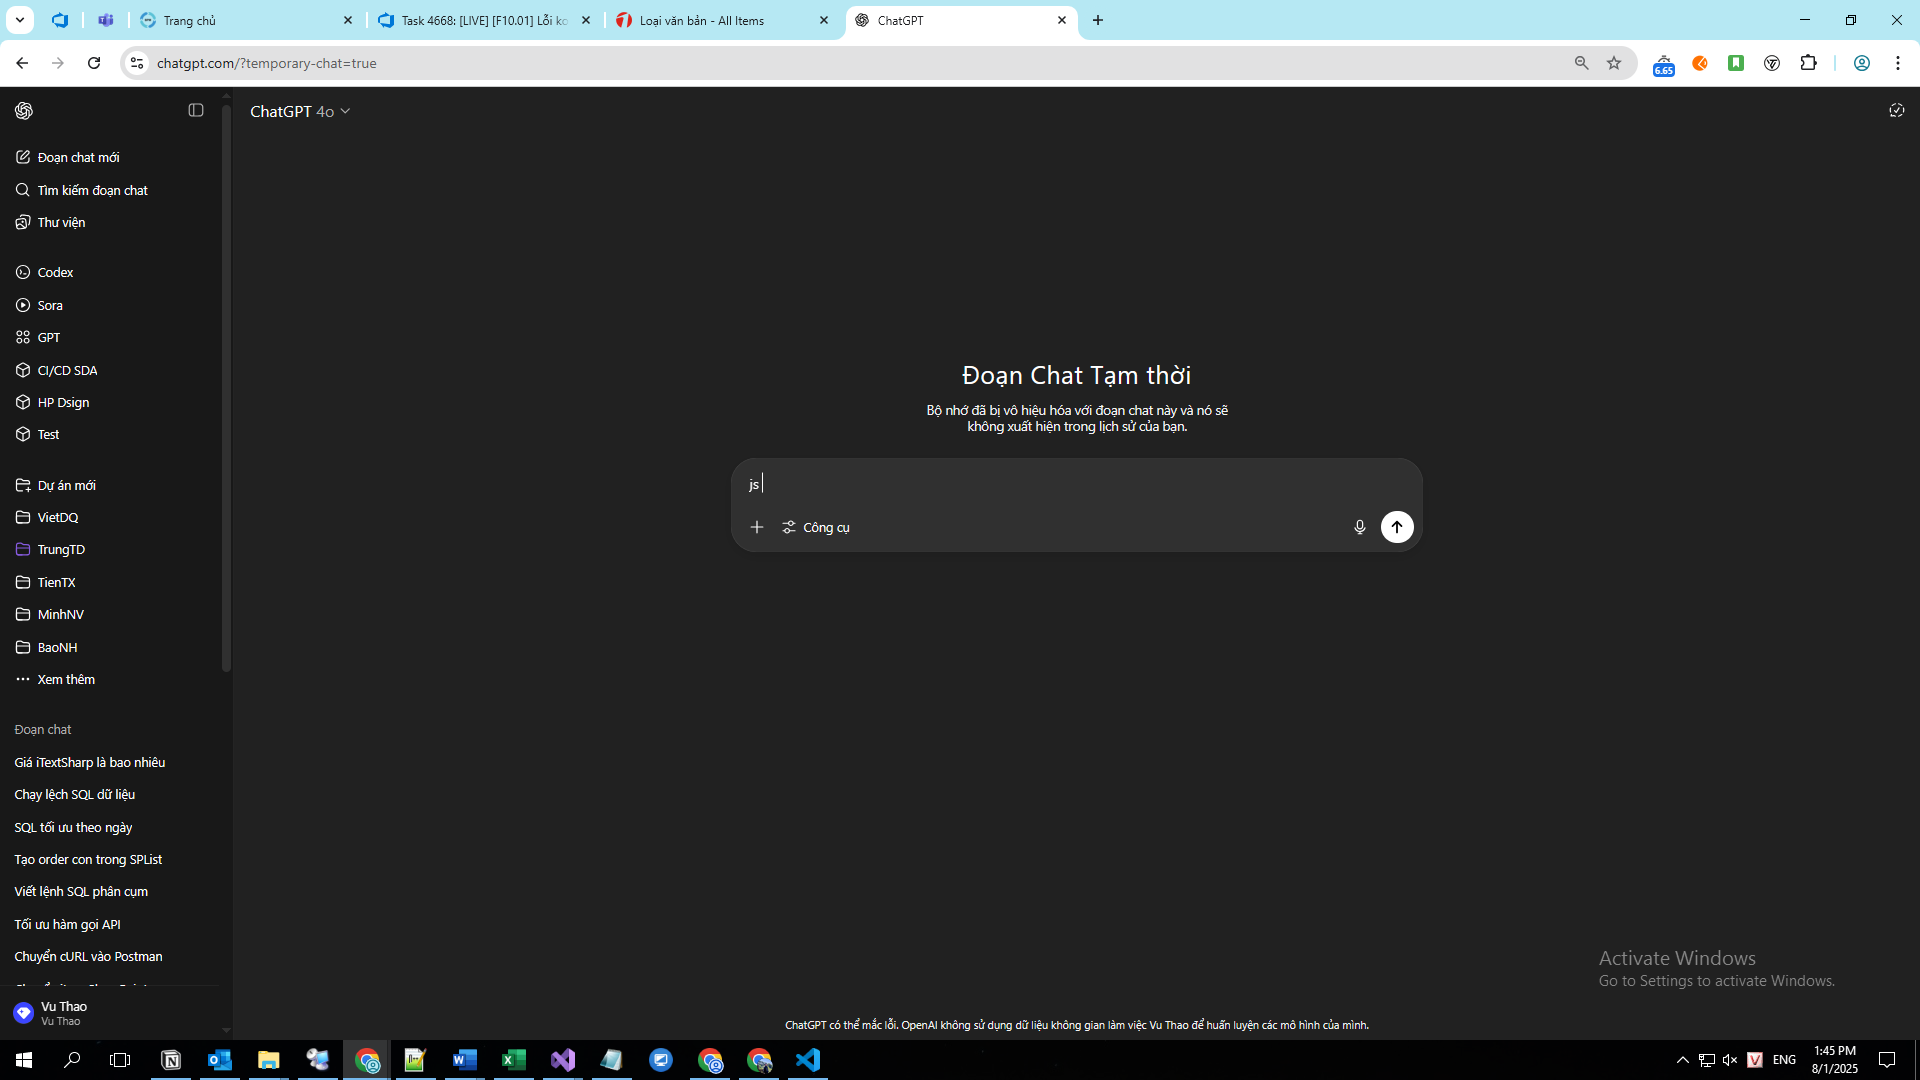 Trang chủ
Task 4668: [LIVE] [F10.01] Lỗi kc
Loại văn bản - All Items
ChatGPT
chatgpt.com/?temporary-chat=true
6.65
ChatGPT 4o
Đoạn chat mới
Tìm kiếm đoạn chat
Thư viện
Codex
Sora
GPT
CI/CD SDA
HP Dsign
Test
Dự án mới
VietDQ
TrungTD
TienTX
MinhNV
BaoNH
Xem thêm
Đoạn chat
Giá iTextSharp là bao nhiêu
Chạy lệch SQL dữ liệu
SQL tối ưu theo ngày
Tạo order con trong SPList
Viết lệnh SQL phân cụm
Tối ưu hàm gọi API
Chuyển cURL vào Postman
Vu Thao
Vu Thao
Đoạn Chat Tạm thời
Bộ nhớ đã bị vô hiệu hóa với đoạn chat này và nó sẽ
không xuất hiện trong lịch sử của bạn.
js
Công cụ
Activate Windows
Go to Settings to activate Windows.
ChatGPT có thể mắc lỗi. OpenAI không sử dụng dữ liệu không gian làm việc Vu Thao để huấn luyện các mô hình của mình.
ENG
1:45 PM
8/1/2025